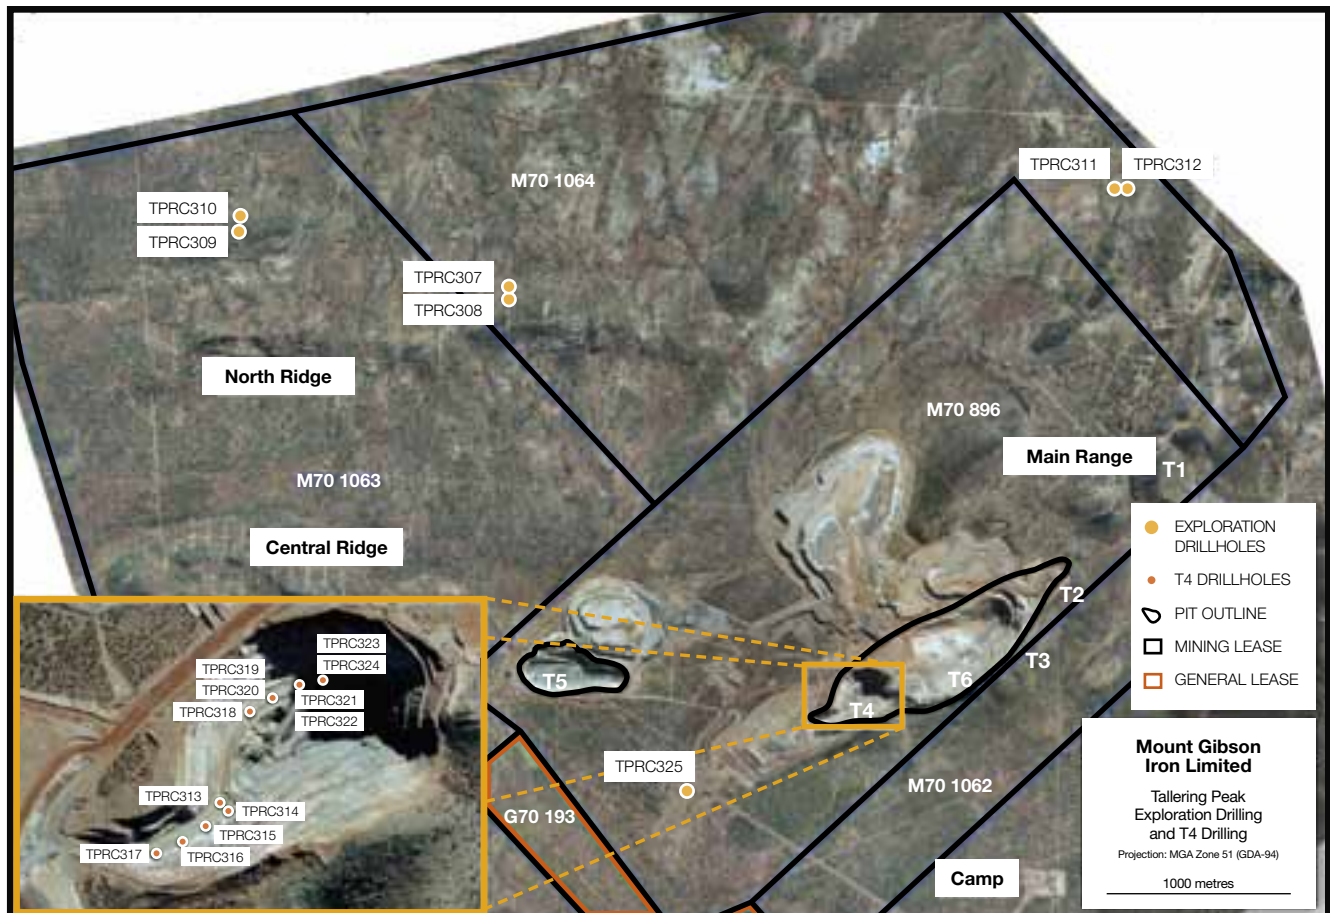 M70 1064
TPRC311
TPRC312
TPRC310
TPRC309
TPRC307
TPRC308
North Ridge
M70 896
Main Range
T1
M70 1063
Central Ridge
EXPLORATION
DRILLHOLES
T4 DRILLHOLES
PIT OUTLINE
MINING LEASE
GENERAL LEASE
T2
T3
T5
T6
T4
TPRC323
TPRC324
TPRC319
TPRC320
TPRC321
TPRC318
TPRC322
TPRC313
TPRC314
TPRC315
TPRC317
TPRC316
TPRC325
G70 193
M70 1062
Camp
Mount Gibson
Iron Limited
Tallering Peak
Exploration Drilling
and T4 Drilling
Projection: MGA Zone 51 (GDA-94)
1000 metres